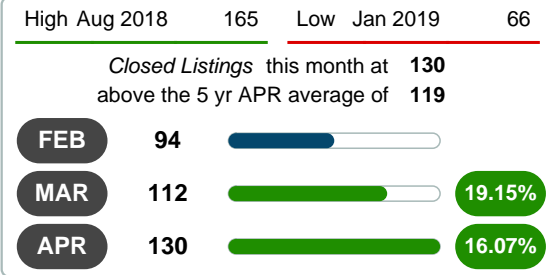 High Aug 2018 165 Low Jan 2019 66
Closed Listings this month at 130
above the 5 yr APR average of 119
FEB 94
MAR 112 19.15%
APR 130 16.07%